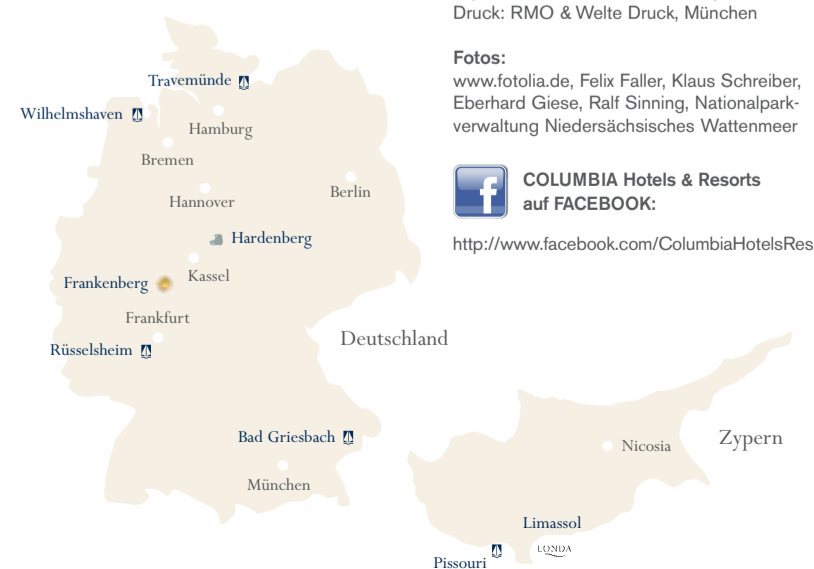 Druck: RMO & Welte Druck, München
Fotos:
www.fotolia.de, Felix Faller, Klaus Schreiber,
Eberhard Giese, Ralf Sinning, Nationalpark-
verwaltung Niedersächsisches Wattenmeer
COLUMBIA Hotels & Resorts
auf FACEBOOK:
http://www.facebook.com/ColumbiaHotelsRes
Travemünde
Wilhelmshaven
Hamburg
Bremen
Hannover
Berlin
Hardenberg
Kassel
Frankenberg
Frankfurt
Rüsselsheim
Deutschland
Bad Griesbach
München
Zypern
Nicosia
Limassol
LONDA
Pissouri